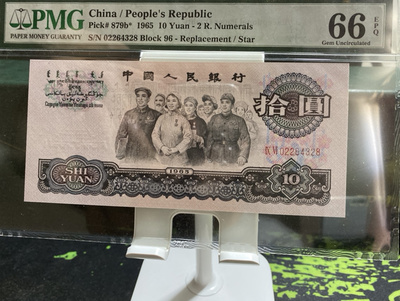 PMG
PAPER MONEY GUARANTY
China / People's Republic
Pick# 879b* 1965 10 Yuan - 2 R. Numerals
S/N 02264328 Block 96 - Replacement / Star
66 EPQ
Gem Uncirculated
中國人民銀行
拾圓
02264328
1965
SHI
YUAN
10